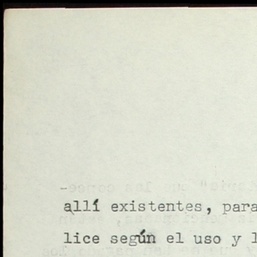 allí existentes, para
lice según el uso y l